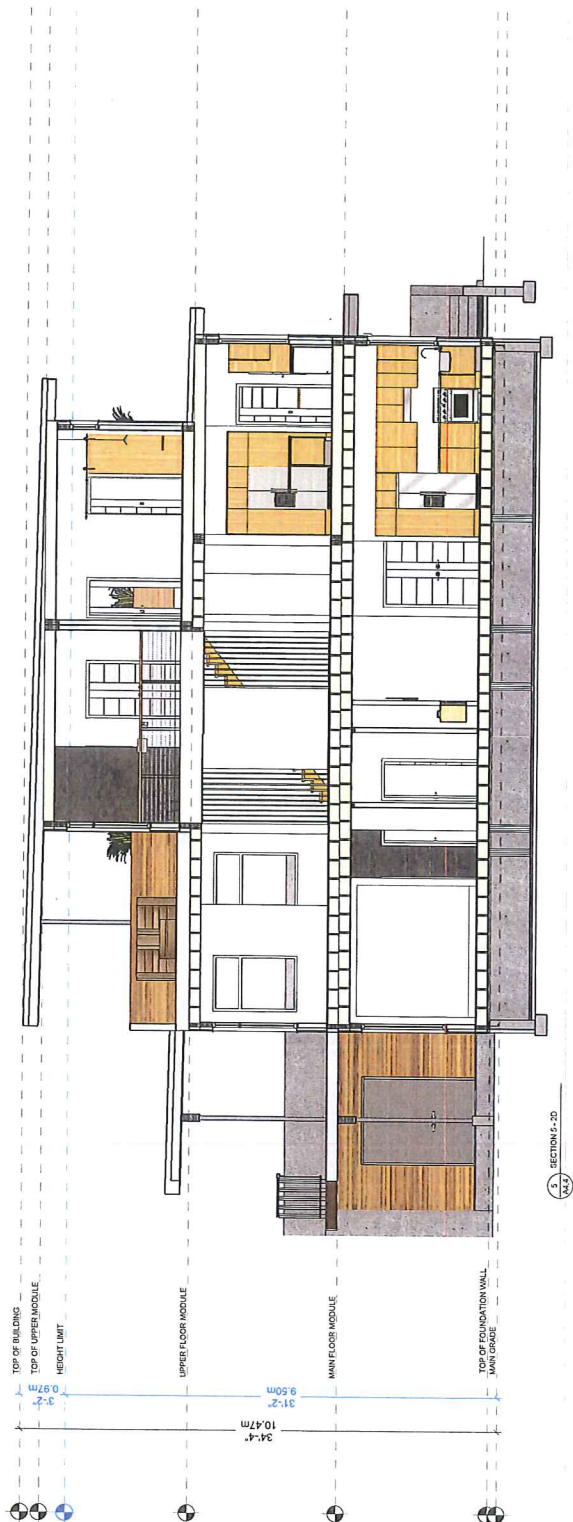 TOP OF BUILDING
TOP OF UPPER MODULE
HEIGHT LIMIT
UPPER FLOOR MODULE
MAIN FLOOR MODULE
TOP OF FOUNDATION WALL
MAIN GRADE
3'-2"
0.97m
31'-2"
9.50m
34'-4"
10.47m
5
A4.4
SECTION 5 - 2D